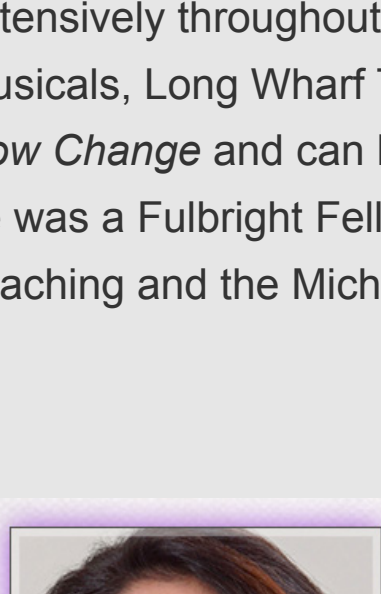 tensively throughout
usicals, Long Wharf
ow Change and can
was a Fulbright Fell
aching and the Mich